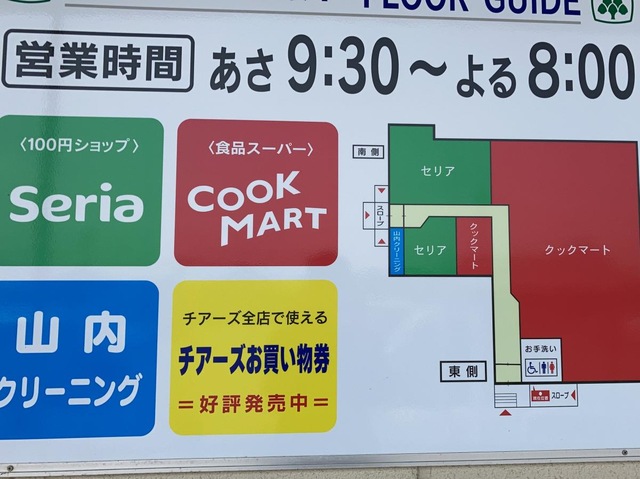 FLOOR GUIDE
営業時間 あさ9:30～よる8:00
〈100円ショップ〉
Seria
〈食品スーパー〉
COOK
MART
山内
クリーニング
チアーズ全店で使える
チアーズお買い物券
＝好評発売中＝
南側
セリア
スロープ
山内クリーニング
セリア
クックマート
クックマート
お手洗い
東側
スロープ